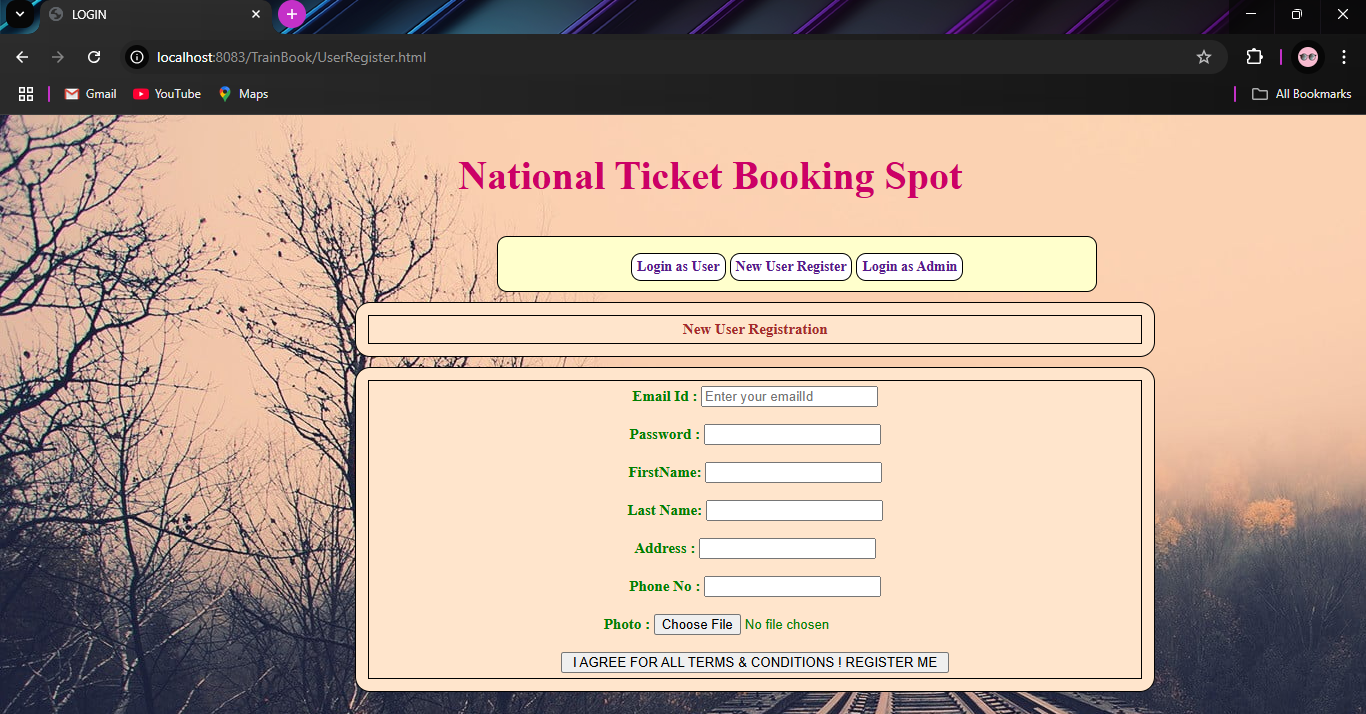 LOGIN
localhost:8083/TrainBook/UserRegister.html
Gmail YouTube Maps All Bookmarks
National Ticket Booking Spot
Login as User New User Register Login as Admin
New User Registration
Email Id : Enter your emailId
Password :
FirstName:
Last Name:
Address :
Phone No :
Photo : Choose File No file chosen
I AGREE FOR ALL TERMS & CONDITIONS ! REGISTER ME